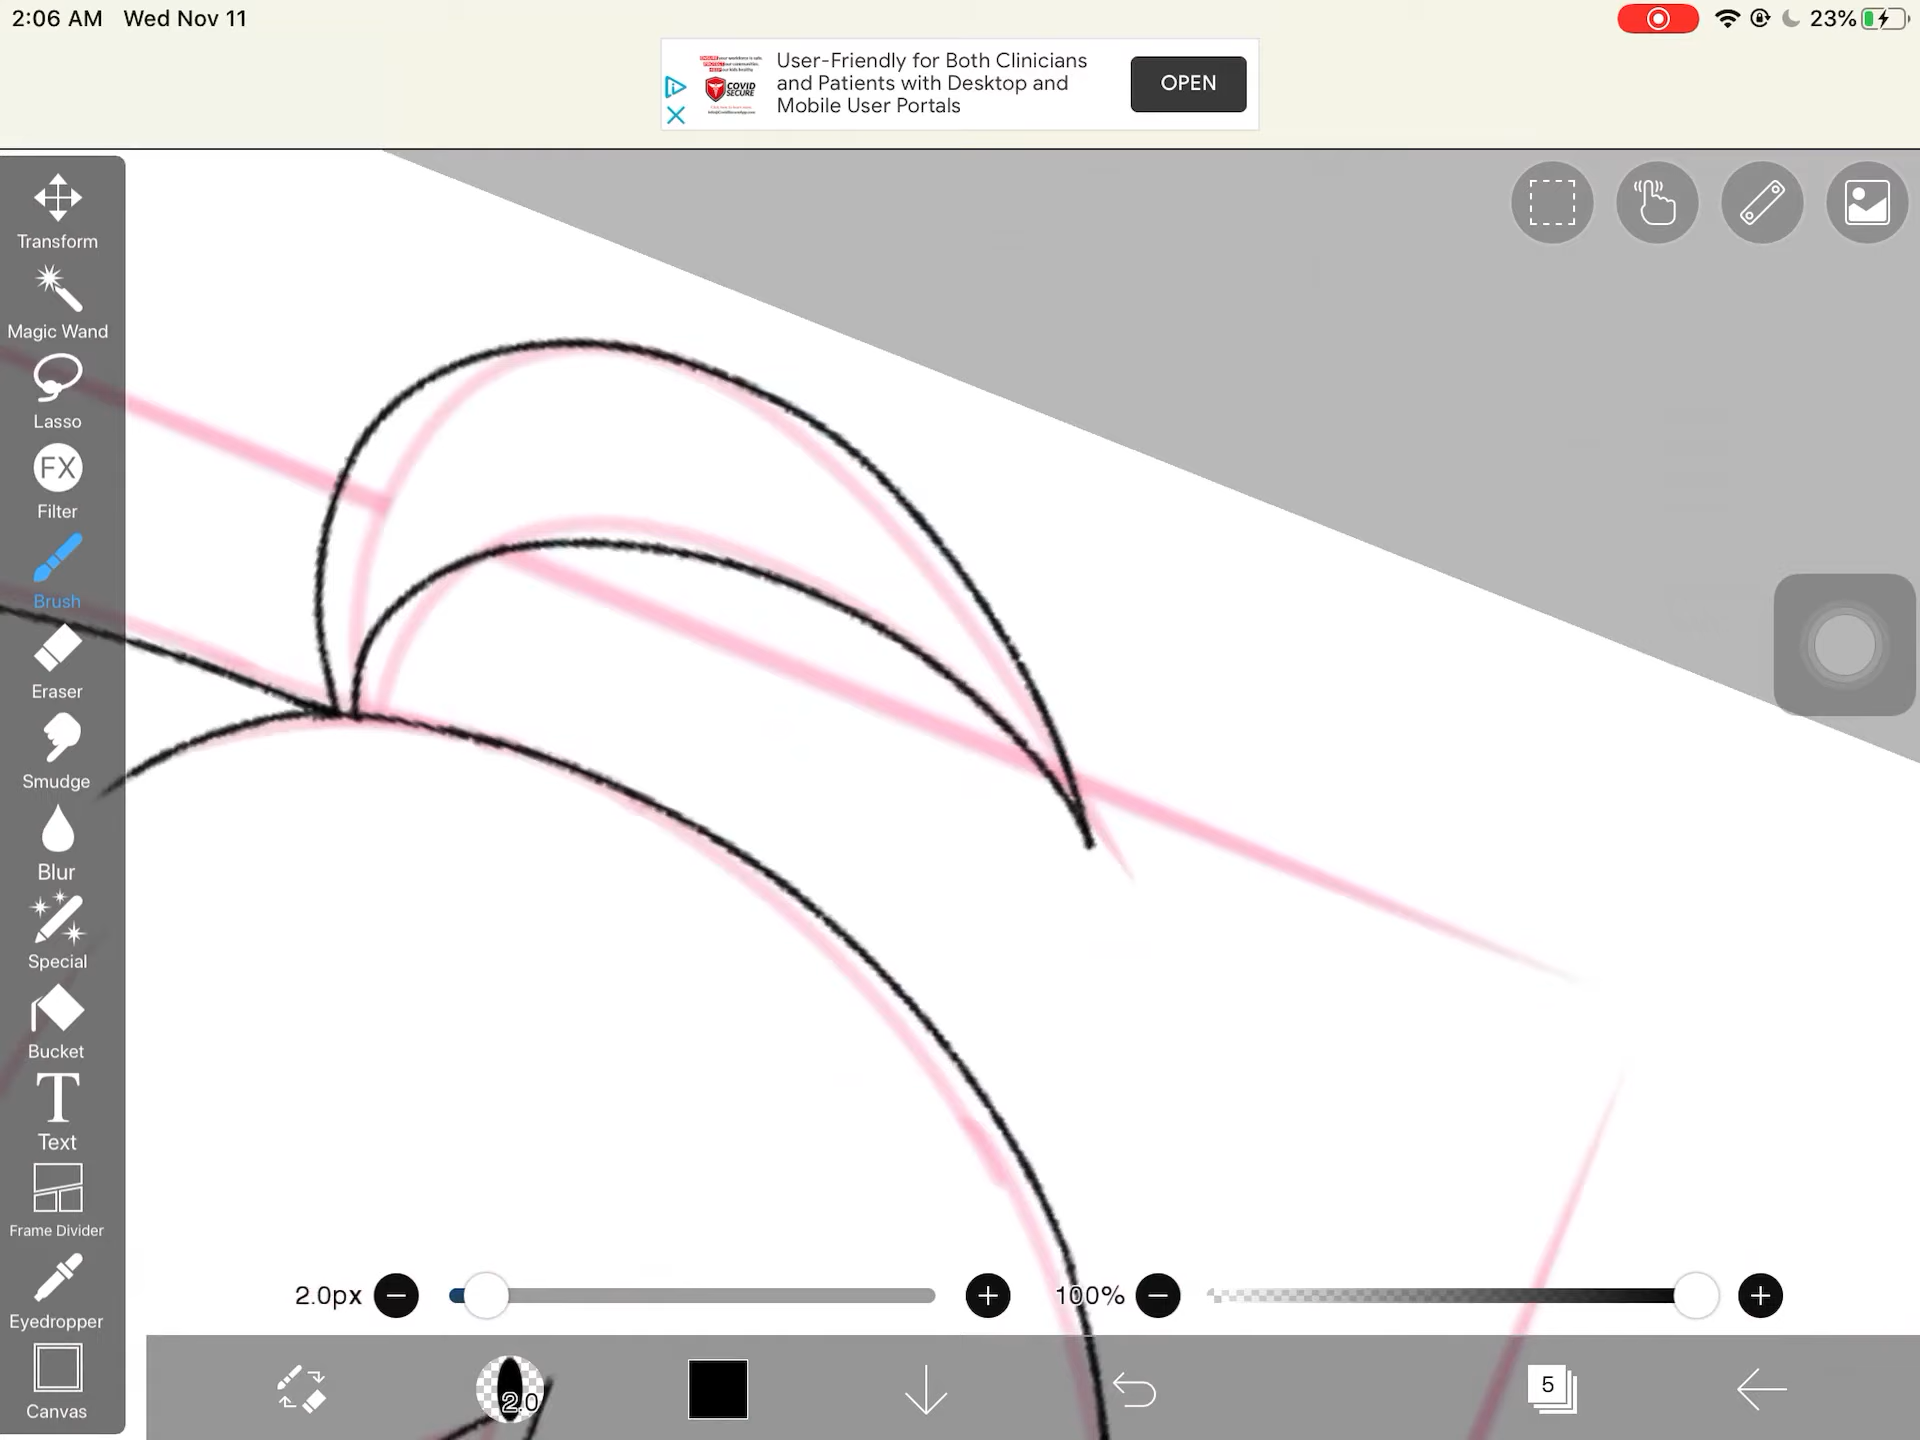 2:06 AM Wed Nov 11
23%
COVID
SECURE
User-Friendly for Both Clinicians
and Patients with Desktop and
Mobile User Portals
OPEN
Transform
Magic Wand
Lasso
FX
Filter
Brush
Eraser
Smudge
Blur
Special
Bucket
T
Text
Frame Divider
Eyedropper
Canvas
2.0px
100%
2.0
5